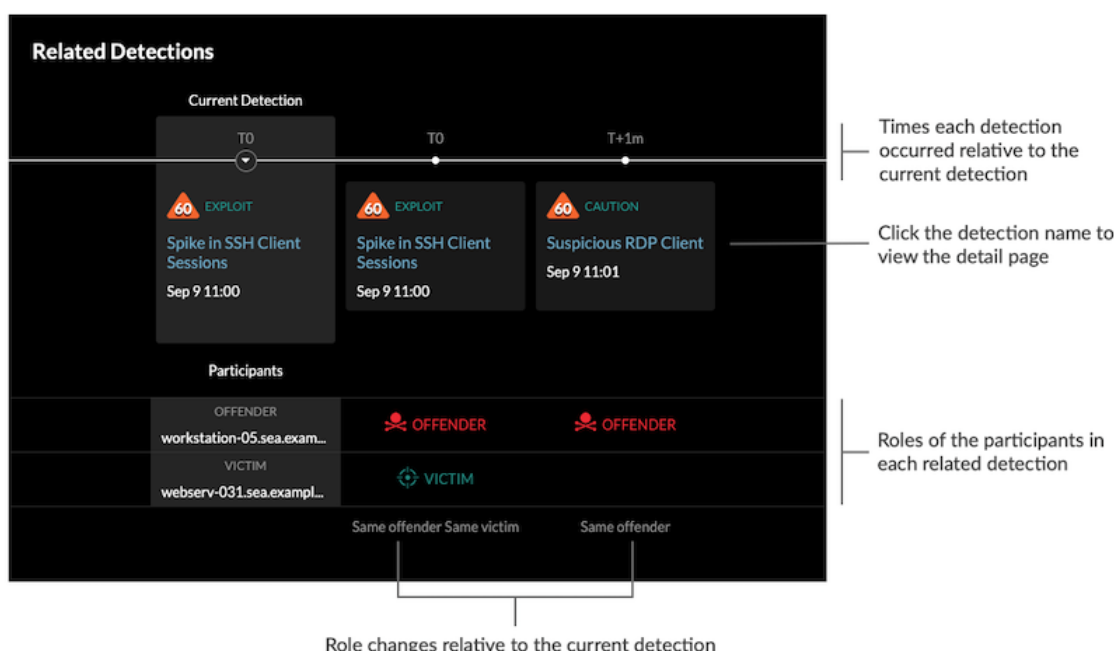 Related Detections
Current Detection
T0
T0
T+1m
Times each detection
occurred relative to the
current detection
60 EXPLOIT
Spike in SSH Client
Sessions
Sep 9 11:00
60 EXPLOIT
Spike in SSH Client
Sessions
Sep 9 11:00
60 CAUTION
Suspicious RDP Client
Sep 9 11:01
Click the detection name to
view the detail page
Participants
OFFENDER
workstation-05.sea.exam...
OFFENDER
OFFENDER
VICTIM
webserv-031.sea.exampl...
VICTIM
Roles of the participants in
each related detection
Same offender Same victim
Same offender
Role changes relative to the current detection